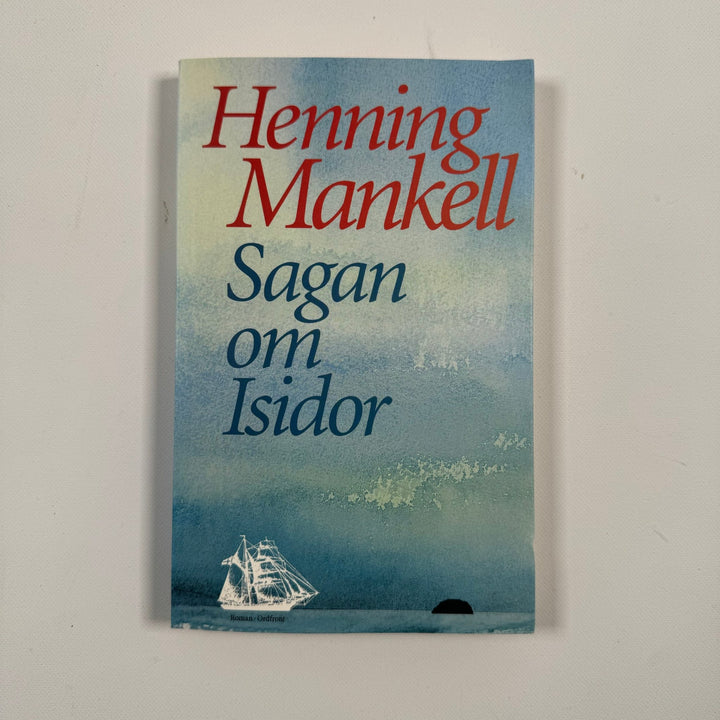 Henning
Mankell
Sagan
om
Isidor
Roman · Ordfront